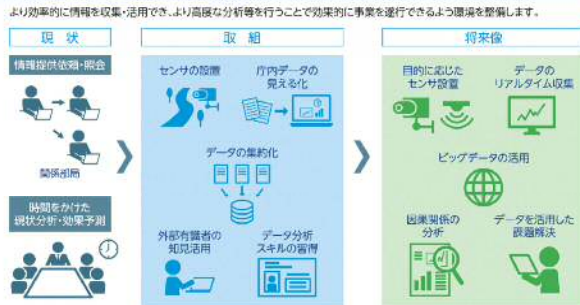 より効率的に情報を収集・活用でき、より高度な分析等を行うことで効果的に事業を遂行できるよう環境を整備します。
現 状
取 組
将来像
情報提供依頼・照会
関係部局
時間をかけた
現状分析・効果予測
センサの設置
庁内データの
見える化
データの集約化
外部有識者の
知見活用
データ分析
スキルの習得
目的に応じた
センサ設置
データの
リアルタイム収集
ビッグデータの活用
因果関係の
分析
データを活用した
課題解決